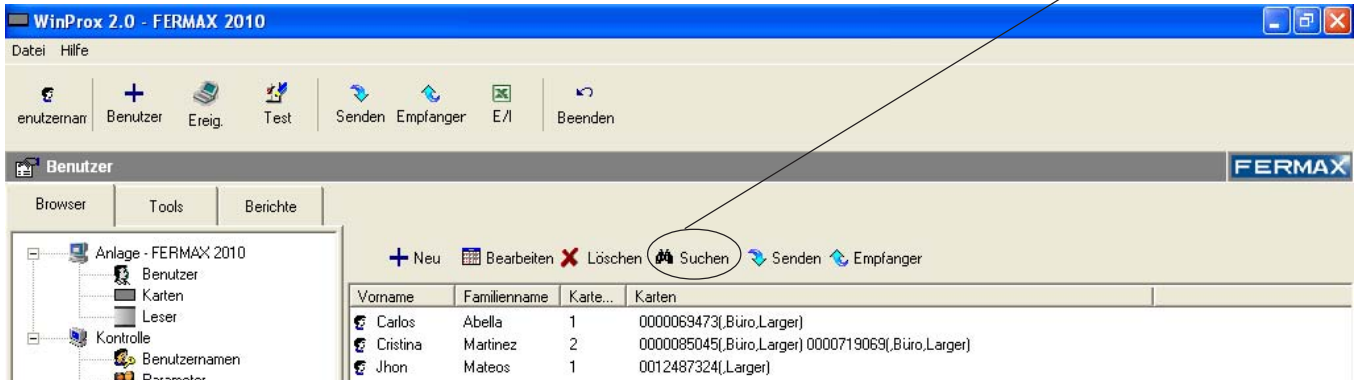 WinProx 2.0 - FERMAX 2010
Datei Hilfe
enutzernarr Benutzer Ereig. Test Senden Empfanger E/I Beenden
Benutzer FERMAX
Browser Tools Berichte
Anlage - FERMAX 2010
Benutzer
Karten
Leser
Kontrolle
Benutzernamen
Parameter
Neu Bearbeiten Löschen Suchen Senden Empfanger
Vorname Familienname Karte... Karten
Carlos Abella 1 0000069473(,Büro,Larger)
Cristina Martinez 2 0000085045(,Büro,Larger) 0000719069(,Büro,Larger)
Jhon Mateos 1 0012487324(,Larger)